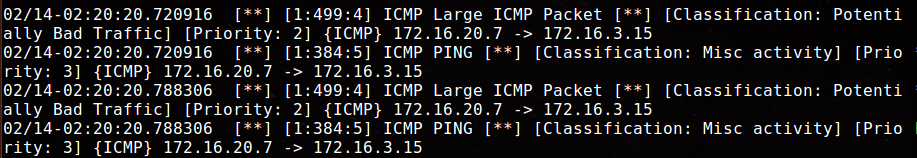 02/14-02:20:20.720916  [**] [1:499:4] ICMP Large ICMP Packet [**] [Classification: Potenti
ally Bad Traffic] [Priority: 2] {ICMP} 172.16.20.7 -> 172.16.3.15
02/14-02:20:20.720916  [**] [1:384:5] ICMP PING [**] [Classification: Misc activity] [Prio
rity: 3] {ICMP} 172.16.20.7 -> 172.16.3.15
02/14-02:20:20.788306  [**] [1:499:4] ICMP Large ICMP Packet [**] [Classification: Potenti
ally Bad Traffic] [Priority: 2] {ICMP} 172.16.20.7 -> 172.16.3.15
02/14-02:20:20.788306  [**] [1:384:5] ICMP PING [**] [Classification: Misc activity] [Prio
rity: 3] {ICMP} 172.16.20.7 -> 172.16.3.15